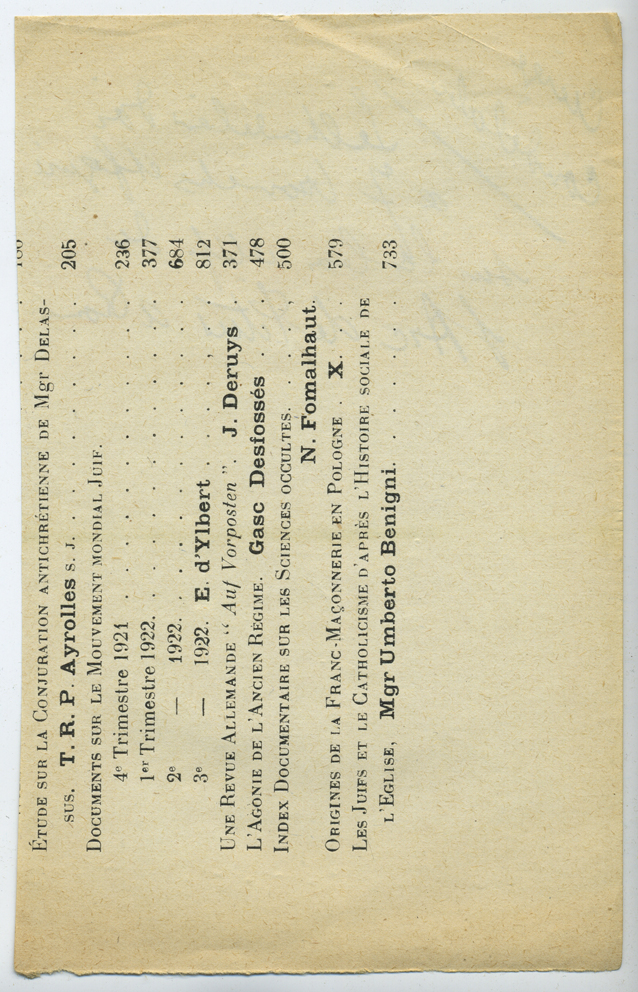 ÉTUDE SUR LA CONJURATION ANTICHRÉTIENNE DE Mgr DELAS-
SUS. T. R. P. Ayrolles S. J. . . . . . . . . 205
DOCUMENTS SUR LE MOUVEMENT MONDIAL JUIF.
4e Trimestre 1921 . . . . . . . . . . 236
1er Trimestre 1922. . . . . . . . . . 377
2e — 1922. . . . . . . . . . 684
3e — 1922. E. d'Ylbert . . . . . . 812
UNE REVUE ALLEMANDE “ Auf Vorposten ”. J. Deruys . 371
L'AGONIE DE L'ANCIEN RÉGIME. Gasc Desfossés . . . 478
INDEX DOCUMENTAIRE SUR LES SCIENCES OCCULTES. . . . , 500
N. Fomalhaut.
ORIGINES DE LA FRANC-MAÇONNERIE EN POLOGNE . X. . . 579
LES JUIFS ET LE CATHOLICISME D'APRÈS L'HISTOIRE SOCIALE DE
L'EGLISE, Mgr Umberto Benigni. . . . . . . . 733